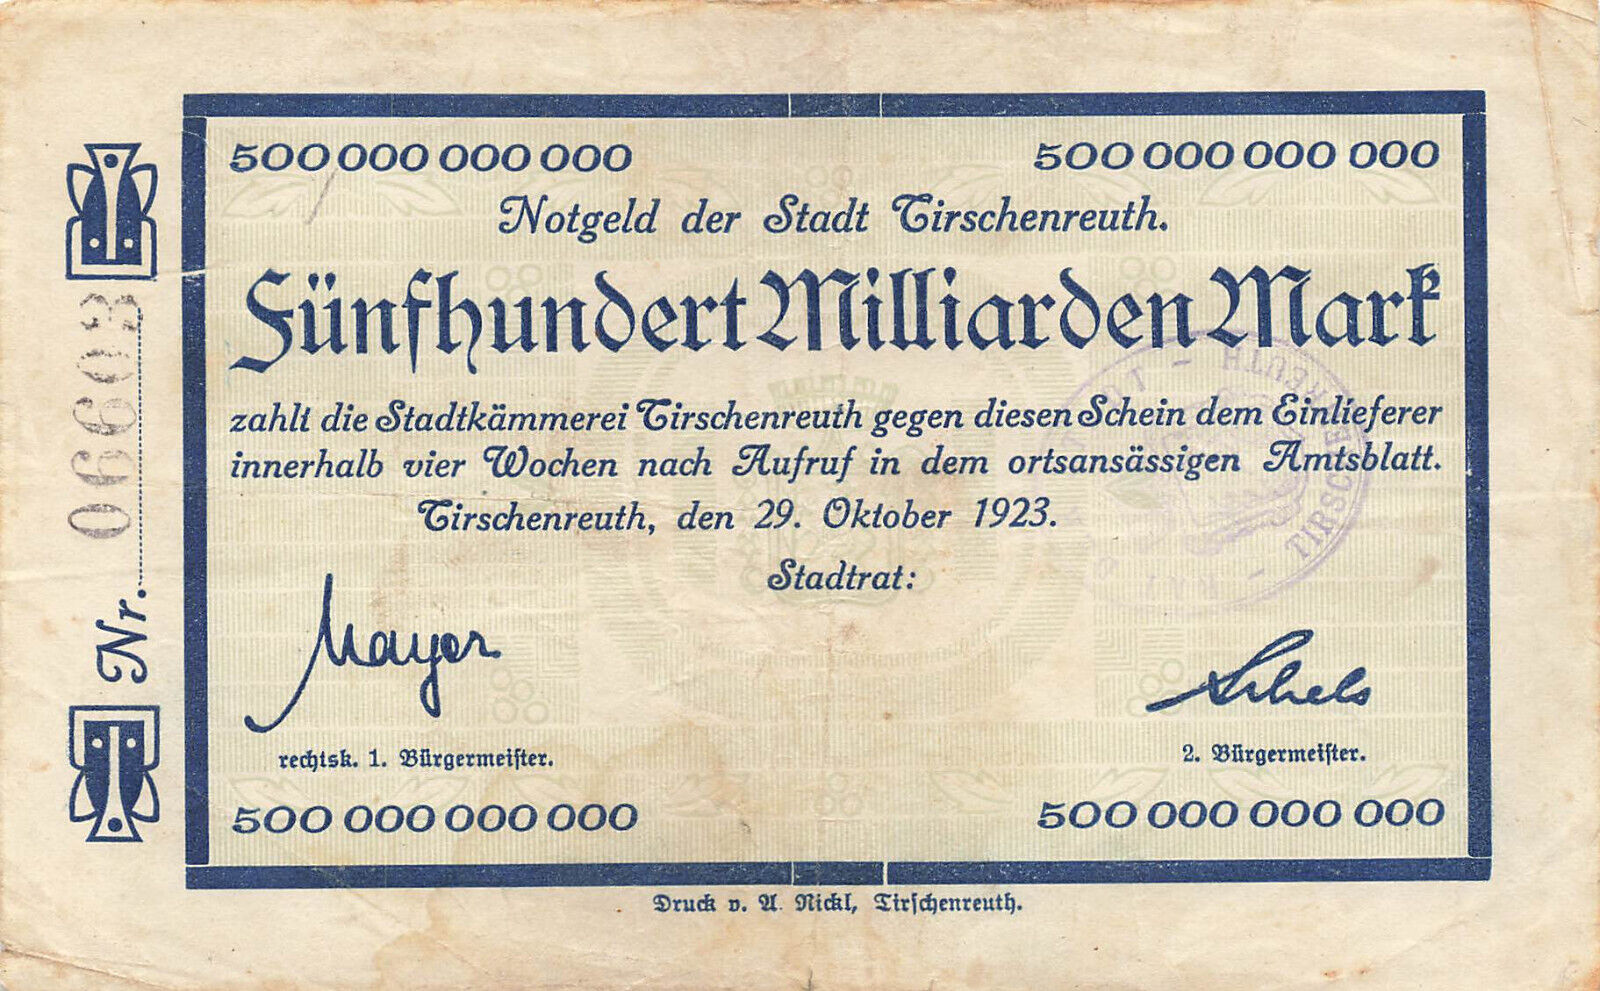 500 000 000 000 500 000 000 000
Notgeld der Stadt Tirschenreuth.
Fünfhundert Milliarden Mark
zahlt die Stadtkämmerei Tirschenreuth gegen diesen Schein dem Einlieferer
innerhalb vier Wochen nach Aufruf in dem ortsansässigen Amtsblatt.
Tirschenreuth, den 29. Oktober 1923.
Stadtrat:
Mayer Schels
rechtsk. 1. Bürgermeister. 2. Bürgermeister.
500 000 000 000 500 000 000 000
Druck v. A. Nickl, Tirschenreuth.
Nr. 06603
TIRSCHENREUTH